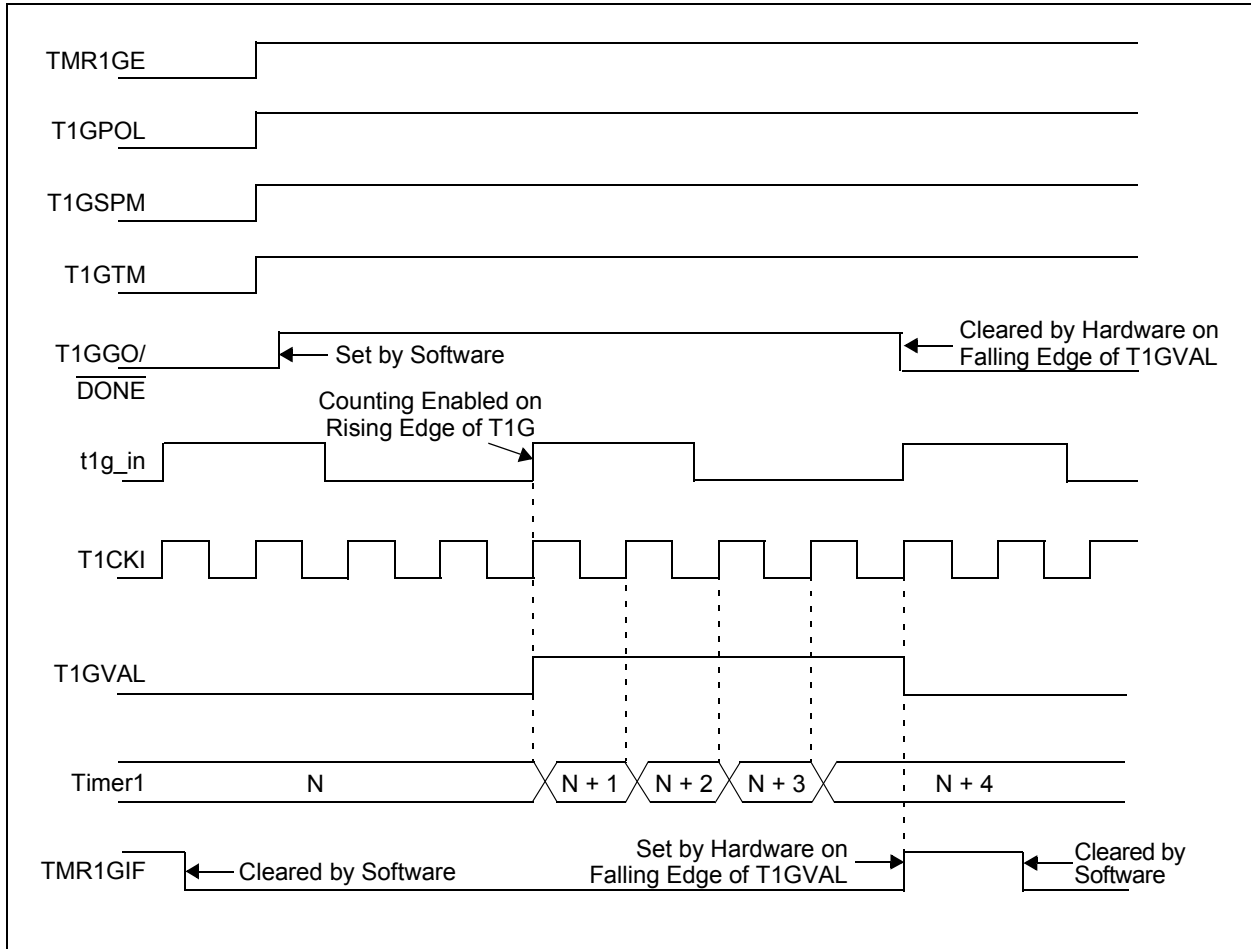 TMR1GE
T1GPOL
T1GSPM
T1GTM
T1GGO/
DONE
Set by Software
Cleared by Hardware on
Falling Edge of T1GVAL
Counting Enabled on
Rising Edge of T1G
t1g_in
T1CKI
T1GVAL
Timer1
N
N + 1
N + 2
N + 3
N + 4
TMR1GIF
Cleared by Software
Set by Hardware on
Falling Edge of T1GVAL
Cleared by
Software